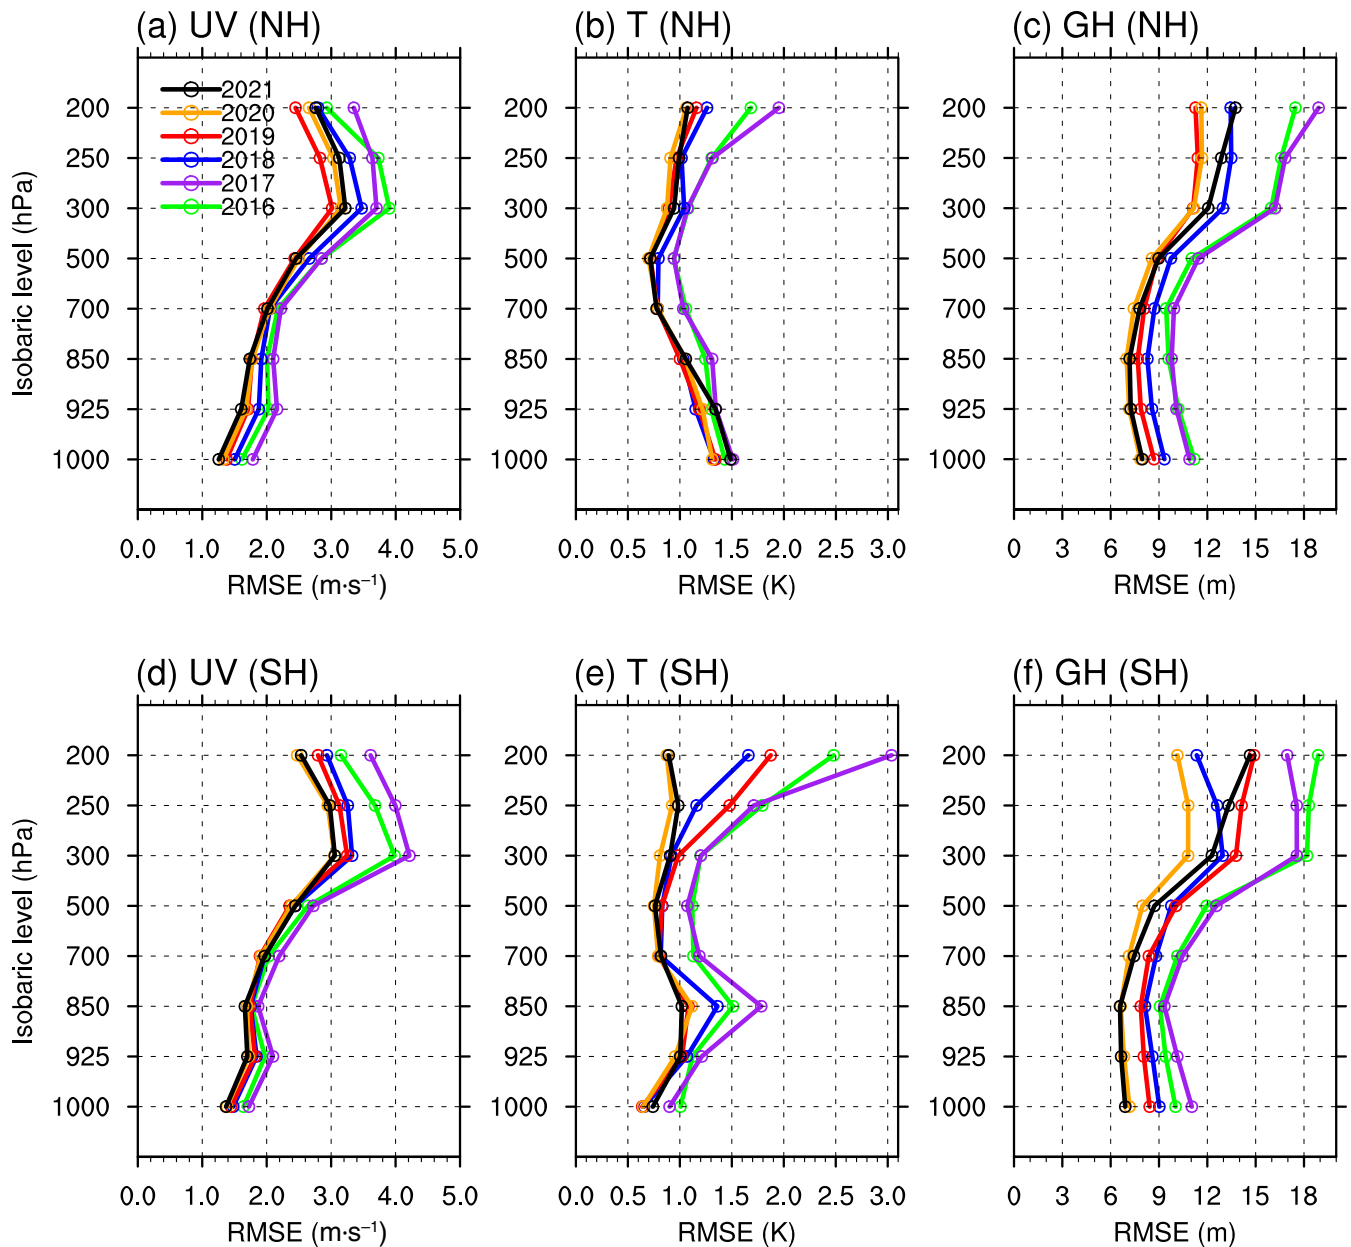 (a) UV (NH)
(b) T (NH)
(c) GH (NH)
Isobaric level (hPa)
200
250
300
500
700
850
925
1000
2021
2020
2019
2018
2017
2016
0.0 1.0 2.0 3.0 4.0 5.0
RMSE (m·s⁻¹)
200
250
300
500
700
850
925
1000
0.0 0.5 1.0 1.5 2.0 2.5 3.0
RMSE (K)
200
250
300
500
700
850
925
1000
0 3 6 9 12 15 18
RMSE (m)
(d) UV (SH)
(e) T (SH)
(f) GH (SH)
Isobaric level (hPa)
200
250
300
500
700
850
925
1000
0.0 1.0 2.0 3.0 4.0 5.0
RMSE (m·s⁻¹)
200
250
300
500
700
850
925
1000
0.0 0.5 1.0 1.5 2.0 2.5 3.0
RMSE (K)
200
250
300
500
700
850
925
1000
0 3 6 9 12 15 18
RMSE (m)